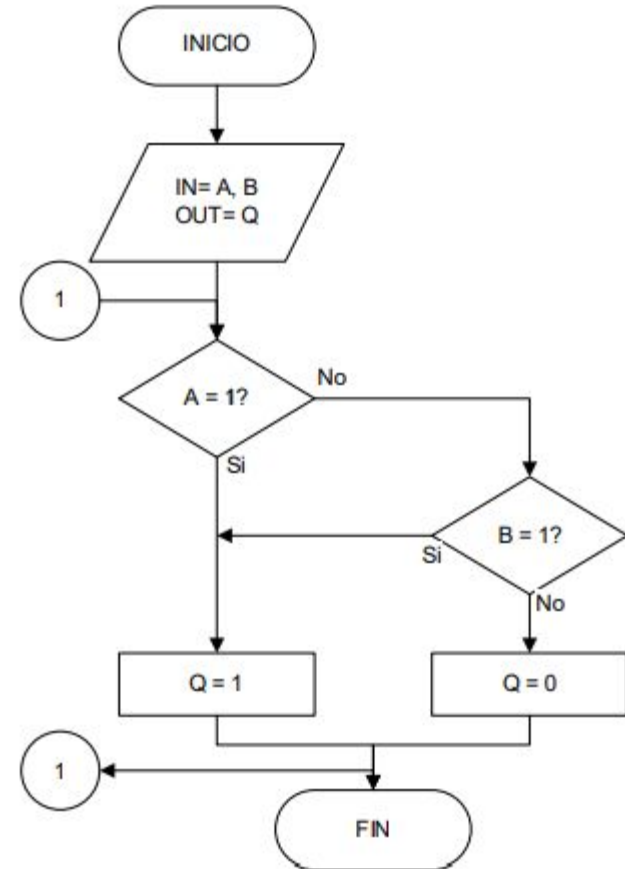 INICIO
IN= A, B
OUT= Q
1
A = 1?
No
Si
B = 1?
Si
No
Q = 1
Q = 0
1
FIN